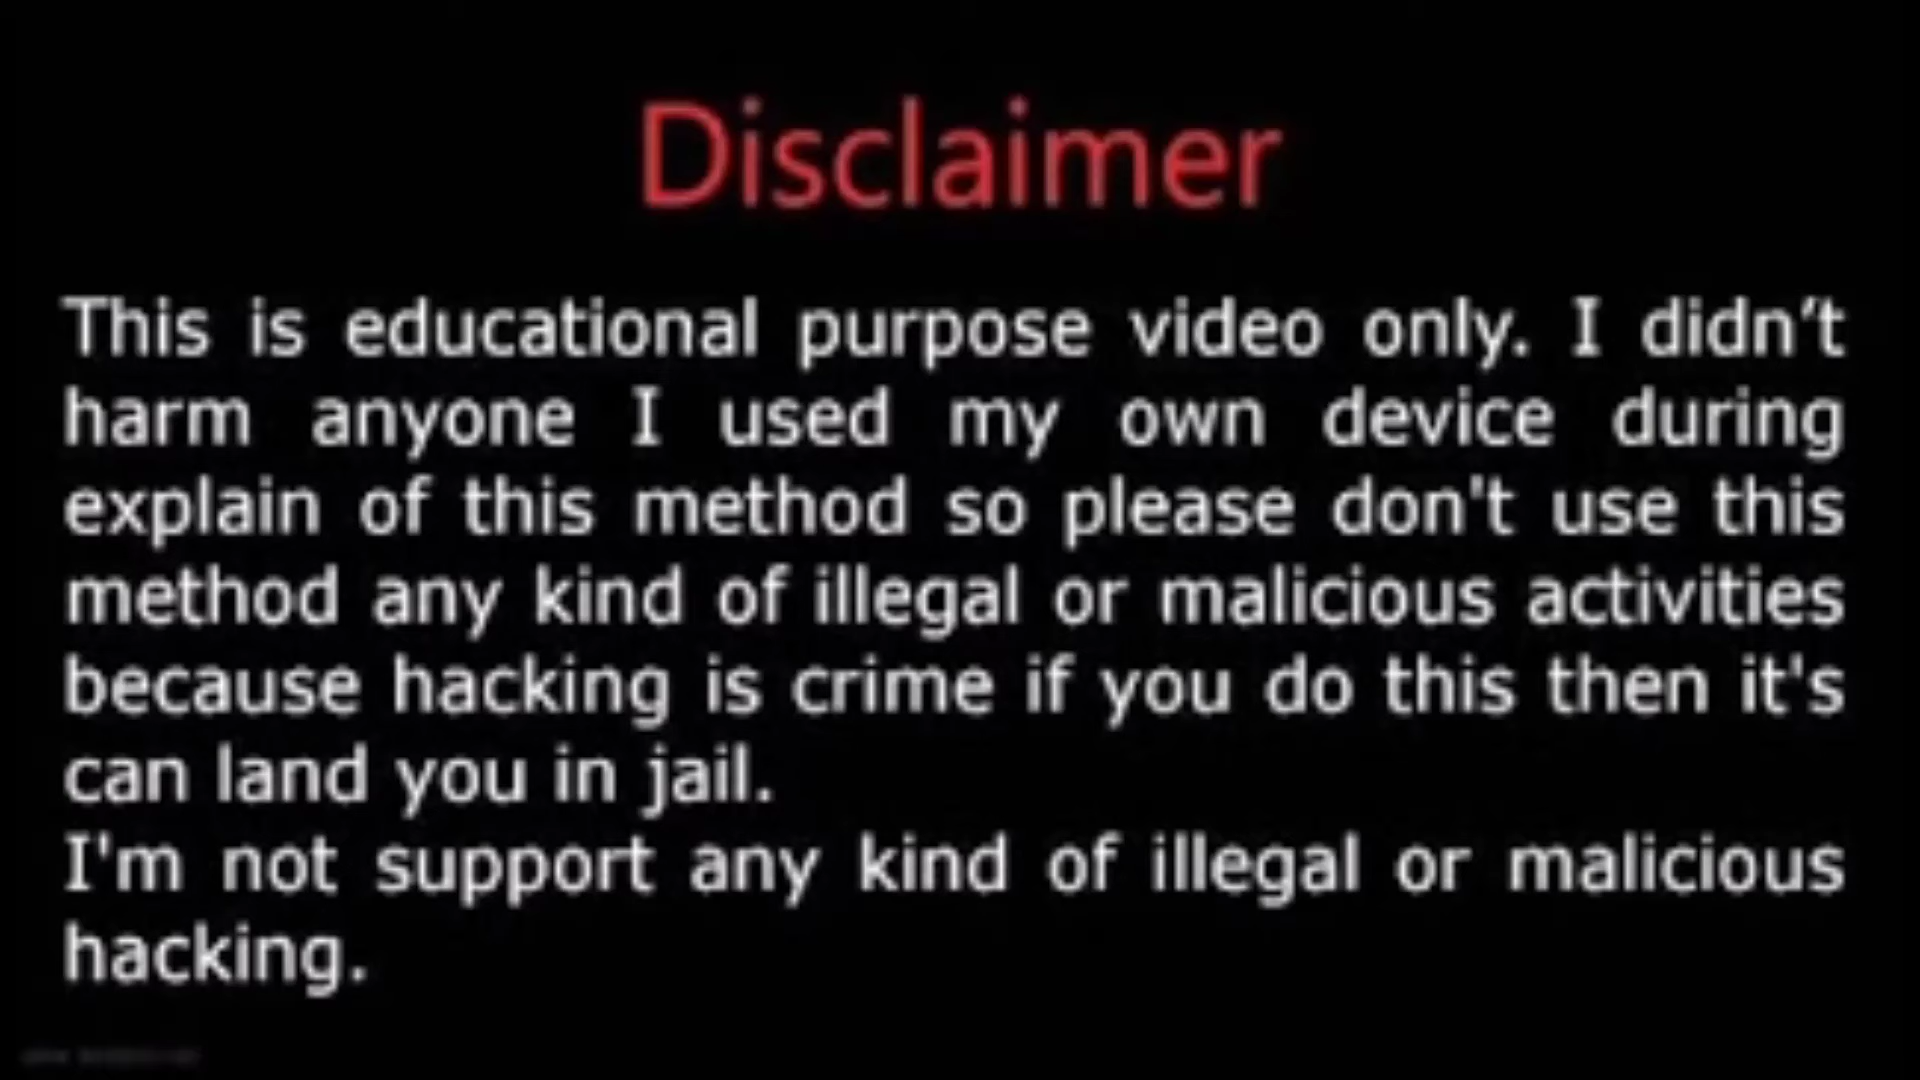 Disclaimer
This is educational purpose video only. I didn’t
harm anyone I used my own device during
explain of this method so please don't use this
method any kind of illegal or malicious activities
because hacking is crime if you do this then it's
can land you in jail.
I'm not support any kind of illegal or malicious
hacking.